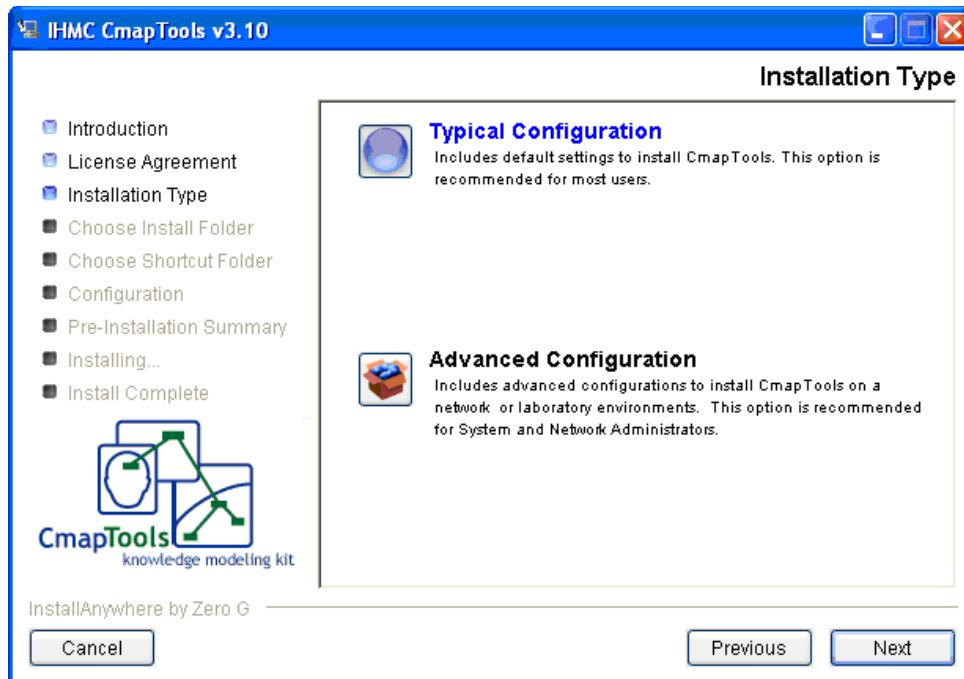 IHMC CmapTools v3.10
Installation Type
Introduction
License Agreement
Installation Type
Choose Install Folder
Choose Shortcut Folder
Configuration
Pre-Installation Summary
Installing...
Install Complete
CmapTools
knowledge modeling kit
Typical Configuration
Includes default settings to install CmapTools. This option is
recommended for most users.
Advanced Configuration
Includes advanced configurations to install CmapTools on a
network or laboratory environments. This option is recommended
for System and Network Administrators.
InstallAnywhere by Zero G
Cancel
Previous
Next